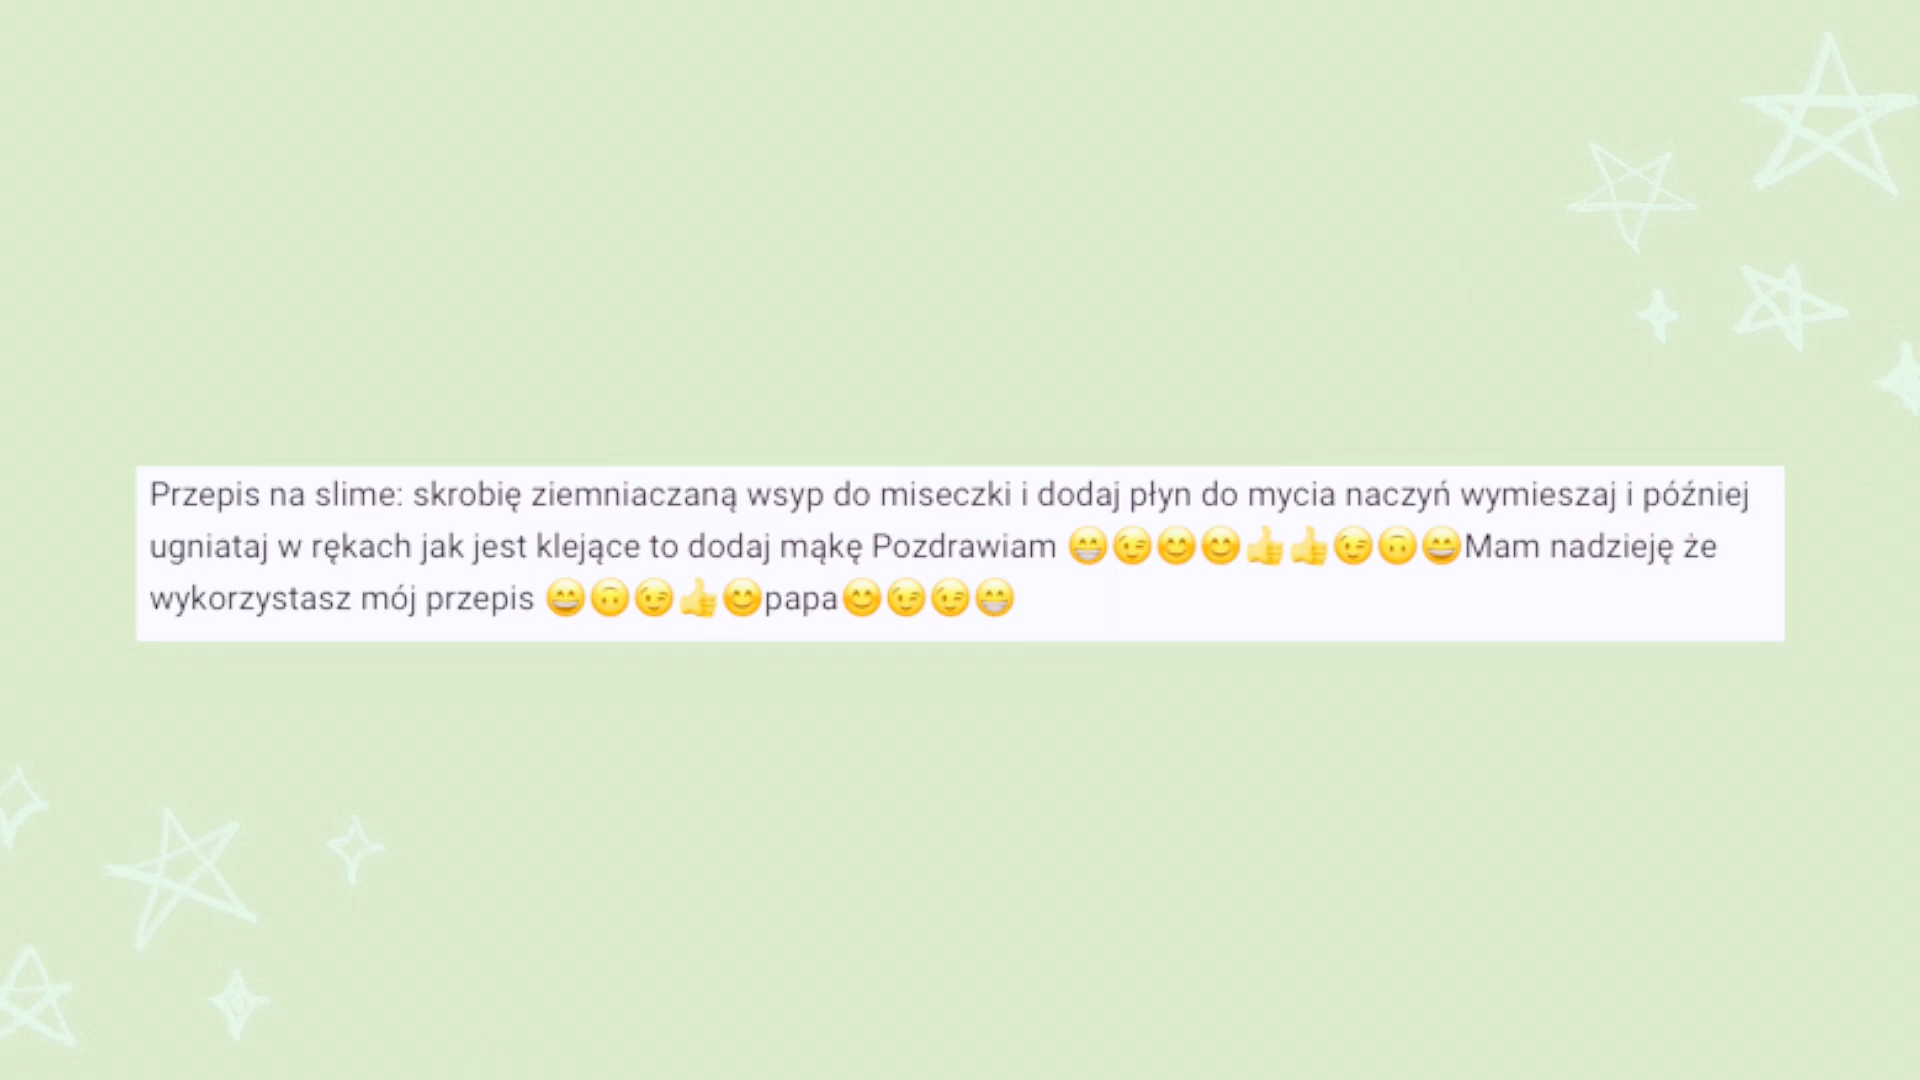 Przepis na slime: skrobię ziemniaczaną wsyp do miseczki i dodaj płyn do mycia naczyń wymieszaj i później
ugniataj w rękach jak jest klejące to dodaj mąkę Pozdrawiam 😁😉😊😊👍👍😉🙃😄Mam nadzieję że
wykorzystasz mój przepis 😄🙃😉👍😊papa😊😉😉😁